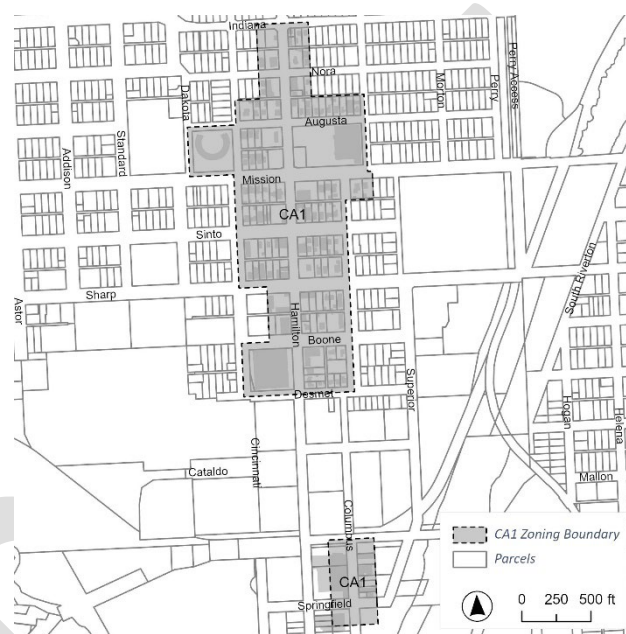 Indiana
Nora
Dakota
Morton
Perry
Perry Access
Augusta
Addison
Standard
Mission
CA1
Sinto
South Riverton
Sharp
Astor
Hamilton
Boone
Superior
Desmet
Hogan
Helena
Cincinnati
Cataldo
Mallon
Columbus
CA1 Zoning Boundary
Parcels
CA1
Springfield
0 250 500 ft